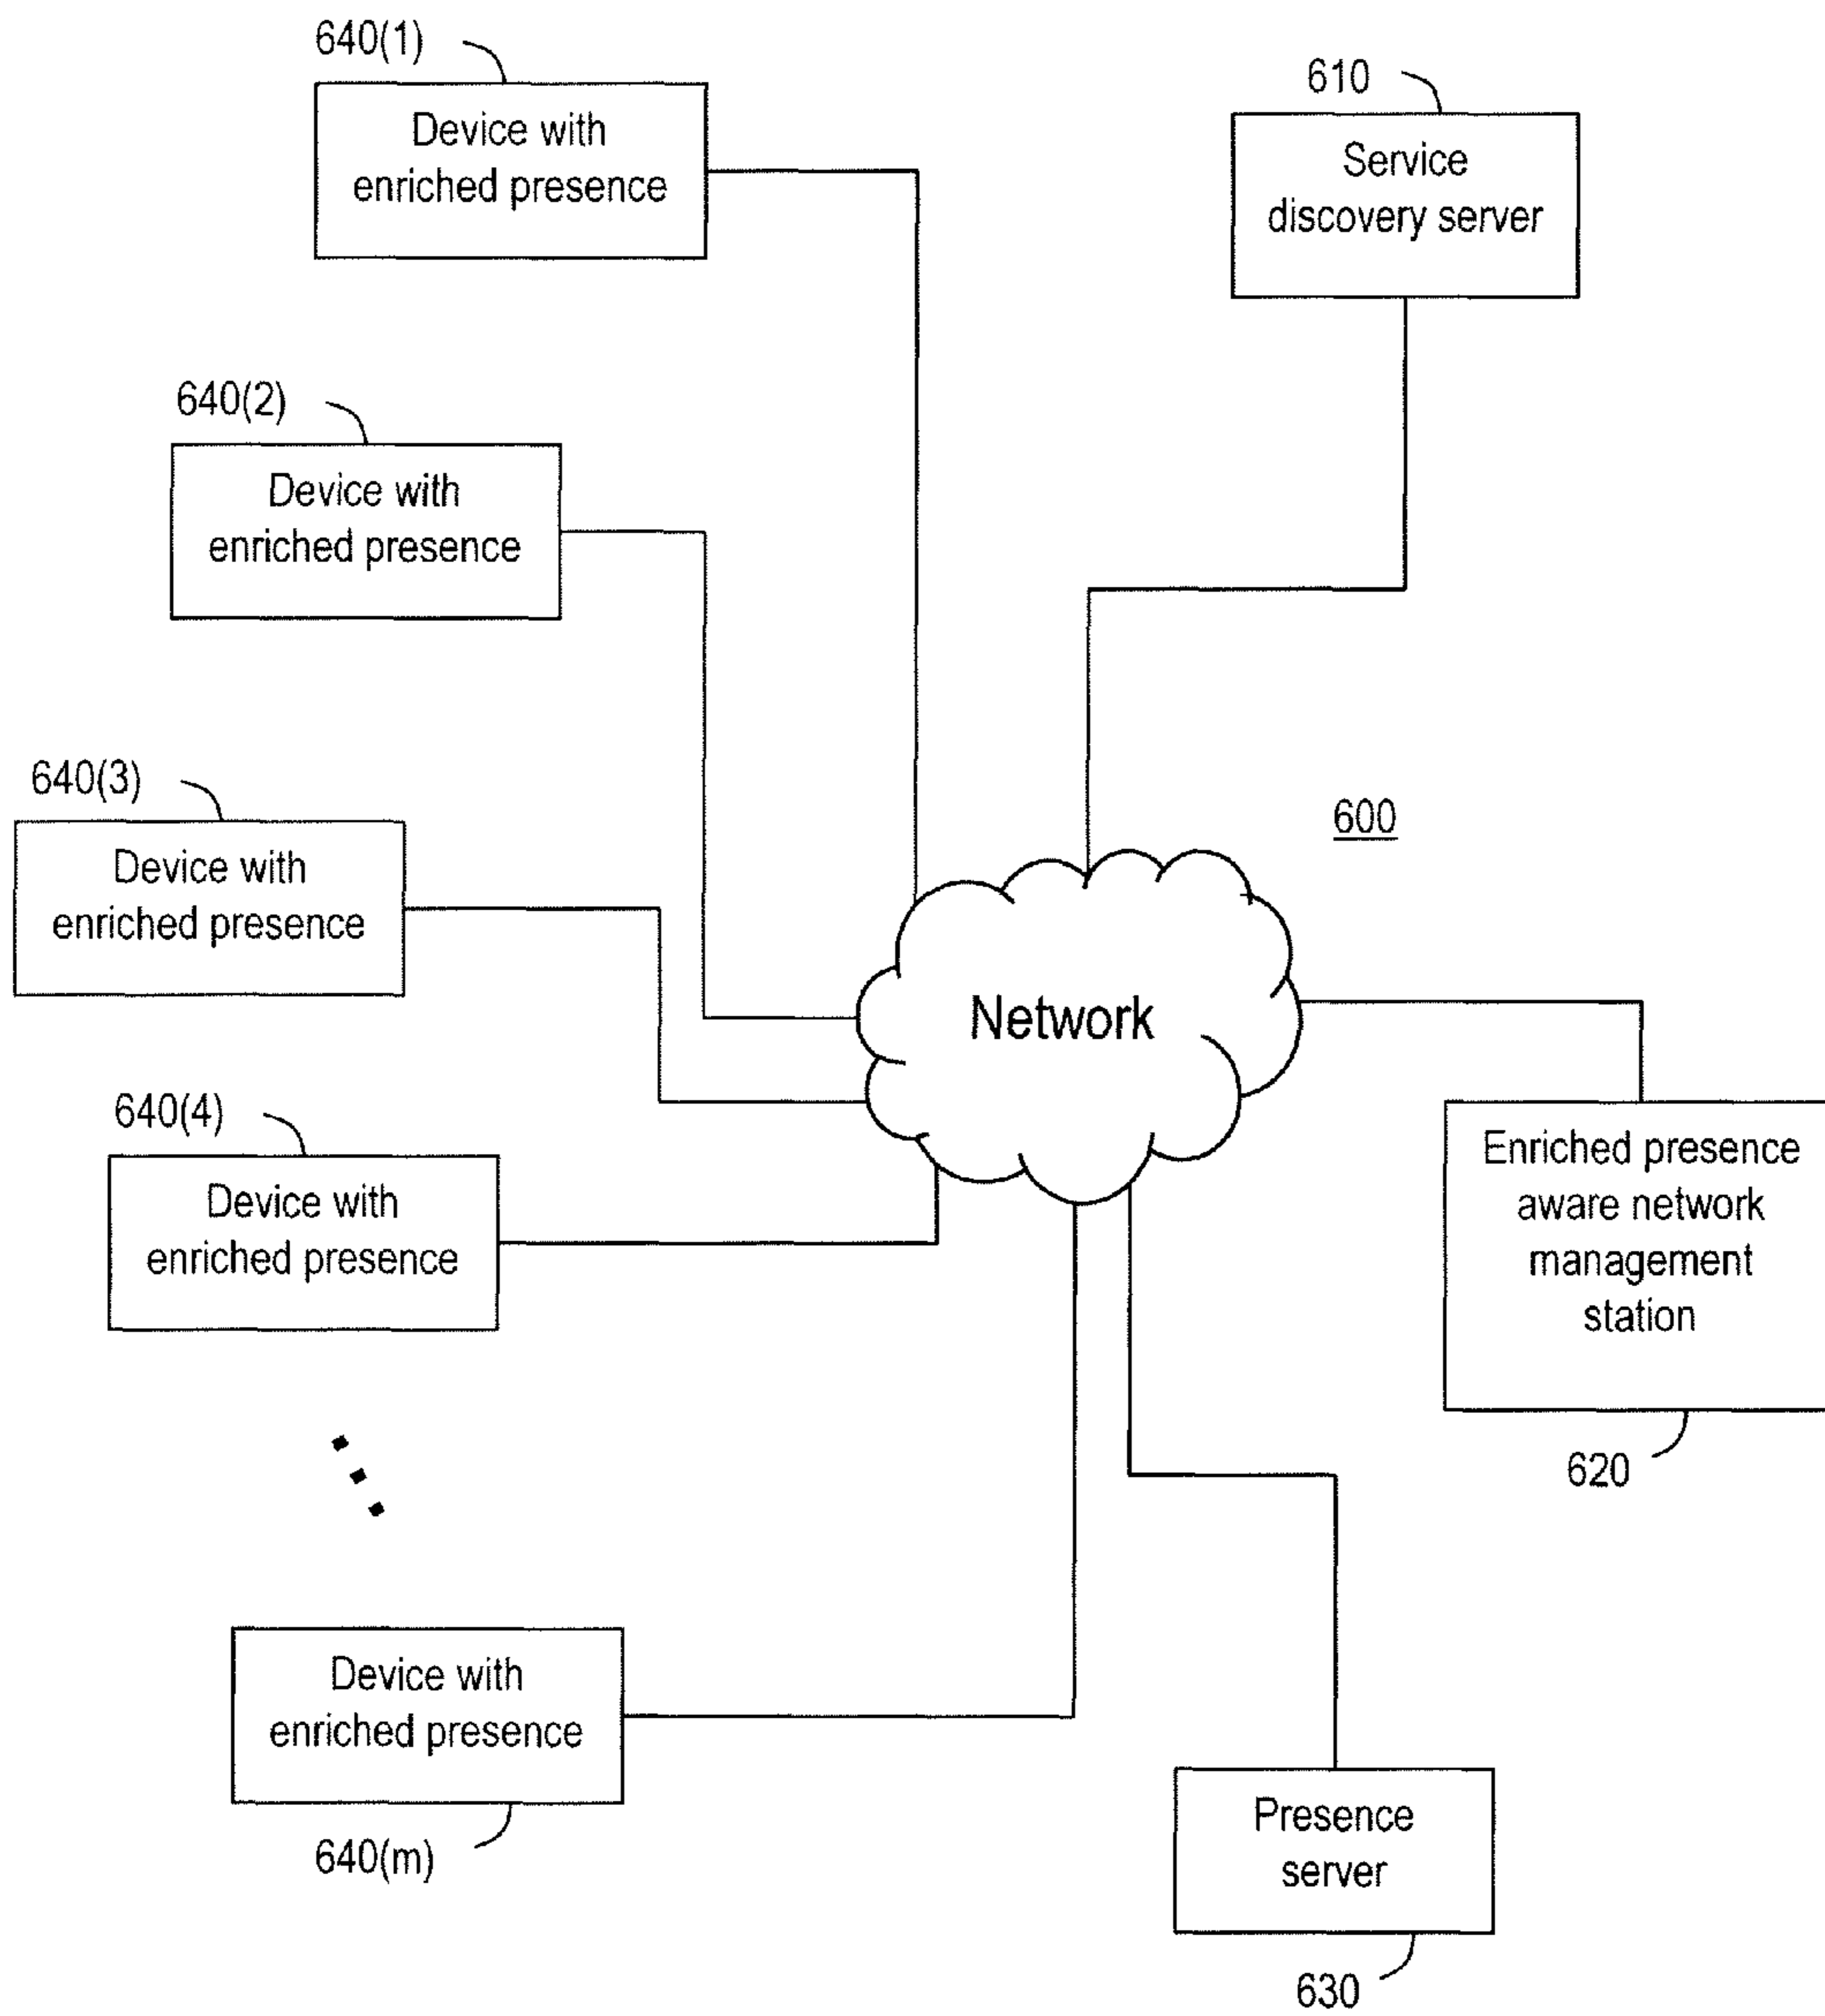 640(1)
Device with
enriched presence
610
Service
discovery server
640(2)
Device with
enriched presence
640(3)
Device with
enriched presence
600
Network
640(4)
Device with
enriched presence
Enriched presence
aware network
management
station
620
Device with
enriched presence
640(m)
Presence
server
630